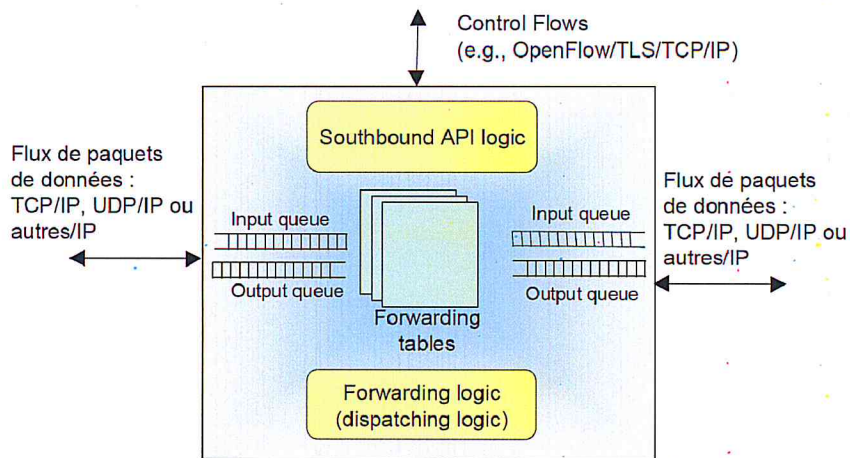 Control Flows
(e.g., OpenFlow/TLS/TCP/IP)
Southbound API logic
Flux de paquets
de données :
TCP/IP, UDP/IP ou
autres/IP
Input queue
Output queue
Forwarding
tables
Input queue
Output queue
Flux de paquets
de données :
TCP/IP, UDP/IP ou
autres/IP
Forwarding logic
(dispatching logic)